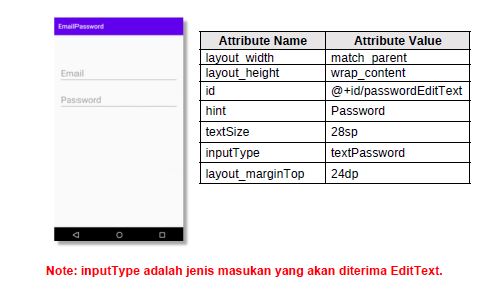 EmailPassword
Email
Password
Attribute Name Attribute Value
layout_width match_parent
layout_height wrap_content
id @+id/passwordEditText
hint Password
textSize 28sp
inputType textPassword
layout_marginTop 24dp
Note: inputType adalah jenis masukan yang akan diterima EditText.